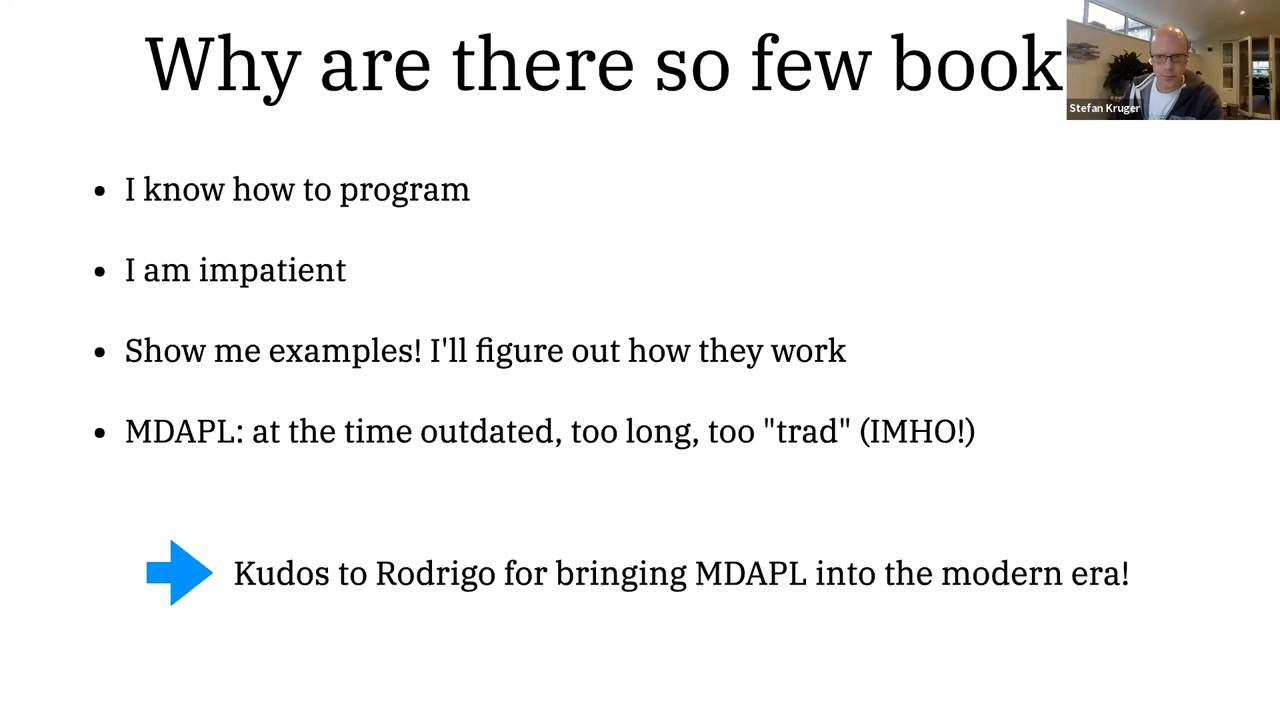 Why are there so few book
Stefan Kruger
• I know how to program
• I am impatient
• Show me examples! I'll figure out how they work
• MDAPL: at the time outdated, too long, too "trad" (IMHO!)
Kudos to Rodrigo for bringing MDAPL into the modern era!